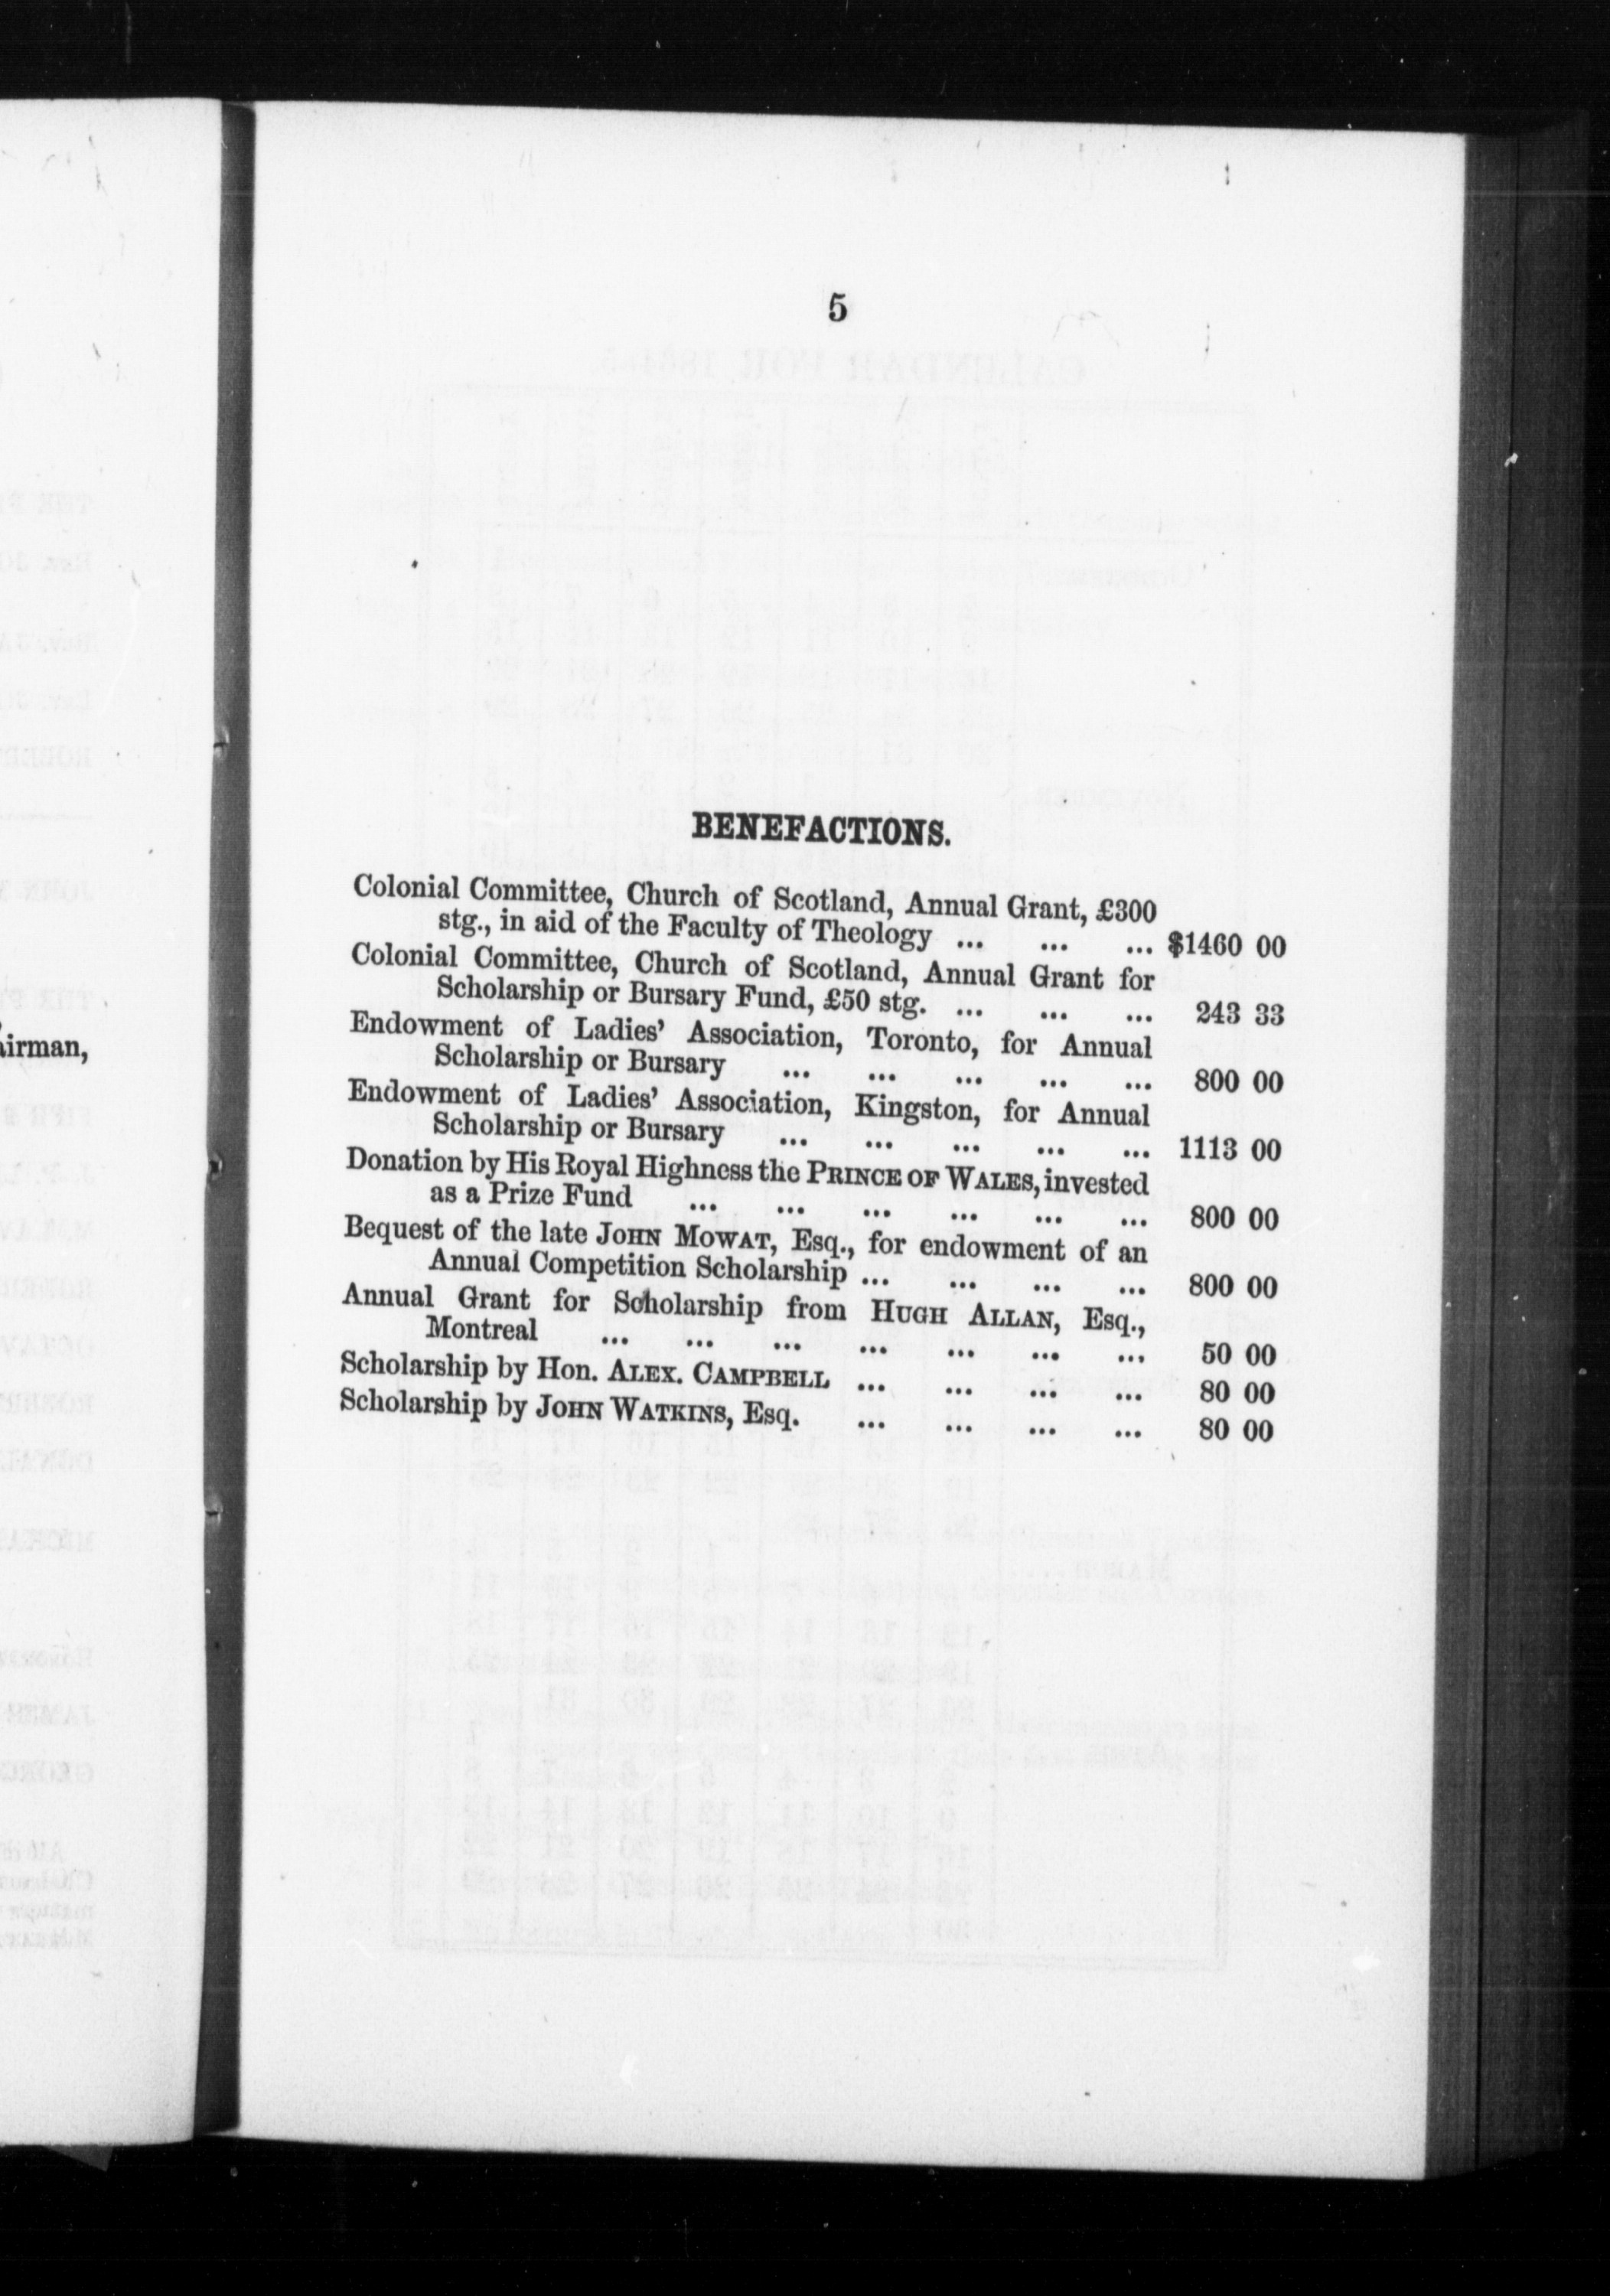 5
BENEFACTIONS.
Colonial Committee, Church of Scotland, Annual Grant, £300
stg., in aid of the Faculty of Theology ... ... ... $1460 00
Colonial Committee, Church of Scotland, Annual Grant for
Scholarship or Bursary Fund, £50 stg. ... ... ... 243 33
Endowment of Ladies' Association, Toronto, for Annual
Scholarship or Bursary ... ... ... ... ... 800 00
Endowment of Ladies' Association, Kingston, for Annual
Scholarship or Bursary ... ... ... ... ... 1113 00
Donation by His Royal Highness the PRINCE OF WALES, invested
as a Prize Fund ... ... ... ... ... ... 800 00
Bequest of the late JOHN MOWAT, Esq., for endowment of an
Annual Competition Scholarship ... ... ... ... 800 00
Annual Grant for Scholarship from HUGH ALLAN, Esq.,
Montreal ... ... ... ... ... ... ... 50 00
Scholarship by Hon. ALEX. CAMPBELL ... ... ... ... 80 00
Scholarship by JOHN WATKINS, Esq. ... ... ... ... 80 00